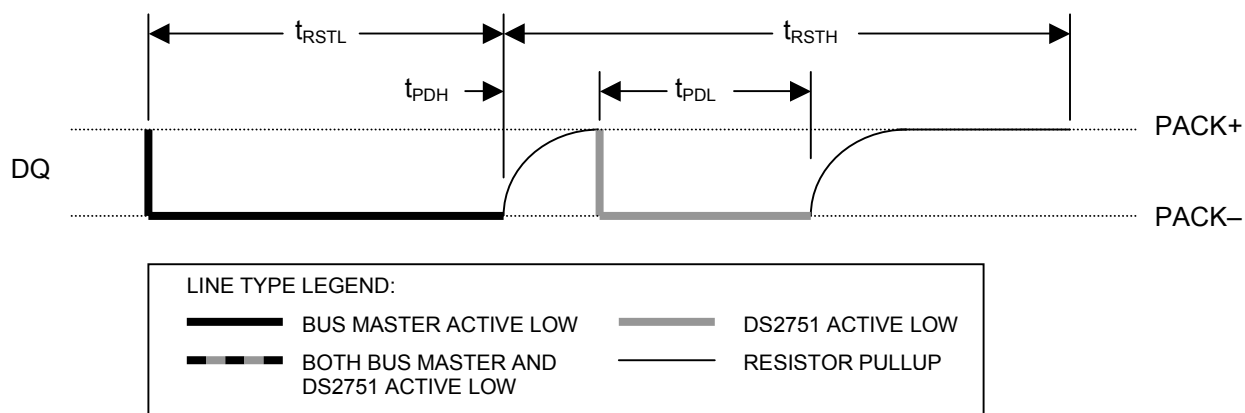 tRSTL
tRSTH
tPDH
tPDL
PACK+
DQ
PACK–
LINE TYPE LEGEND:
BUS MASTER ACTIVE LOW
DS2751 ACTIVE LOW
BOTH BUS MASTER AND
DS2751 ACTIVE LOW
RESISTOR PULLUP